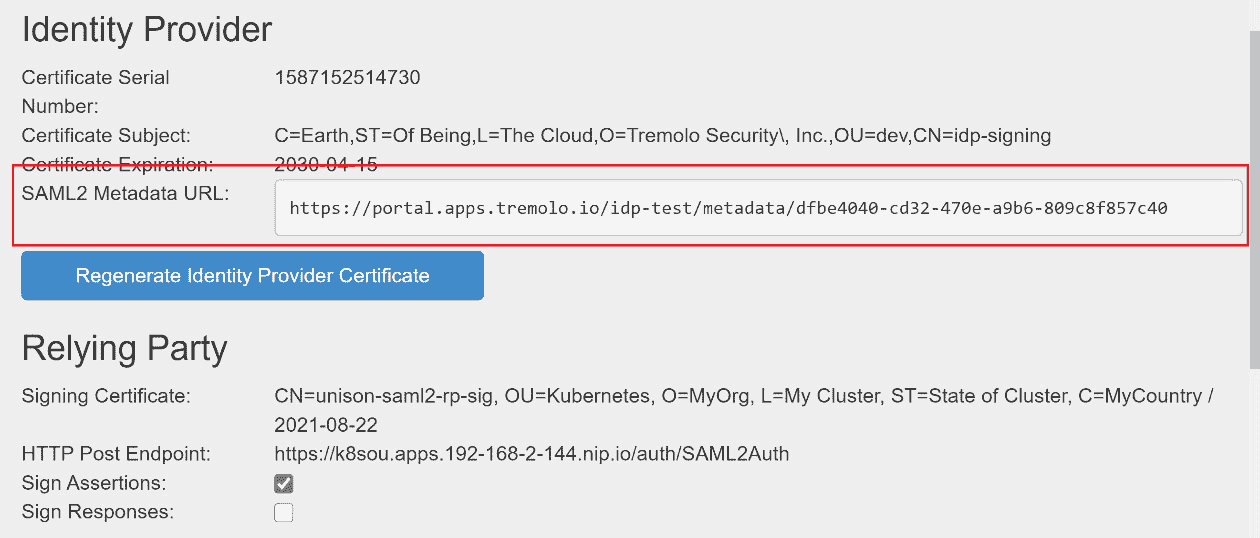 Identity Provider
Certificate Serial Number: 1587152514730
Certificate Subject: C=Earth,ST=Of Being,L=The Cloud,O=Tremolo Security\, Inc.,OU=dev,CN=idp-signing
Certificate Expiration: 2030-04-15
SAML2 Metadata URL: https://portal.apps.tremolo.io/idp-test/metadata/dfbe4040-cd32-470e-a9b6-809c8f857c40
Regenerate Identity Provider Certificate
Relying Party
Signing Certificate: CN=unison-saml2-rp-sig, OU=Kubernetes, O=MyOrg, L=My Cluster, ST=State of Cluster, C=MyCountry /
2021-08-22
HTTP Post Endpoint: https://k8sou.apps.192-168-2-144.nip.io/auth/SAML2Auth
Sign Assertions:
Sign Responses: